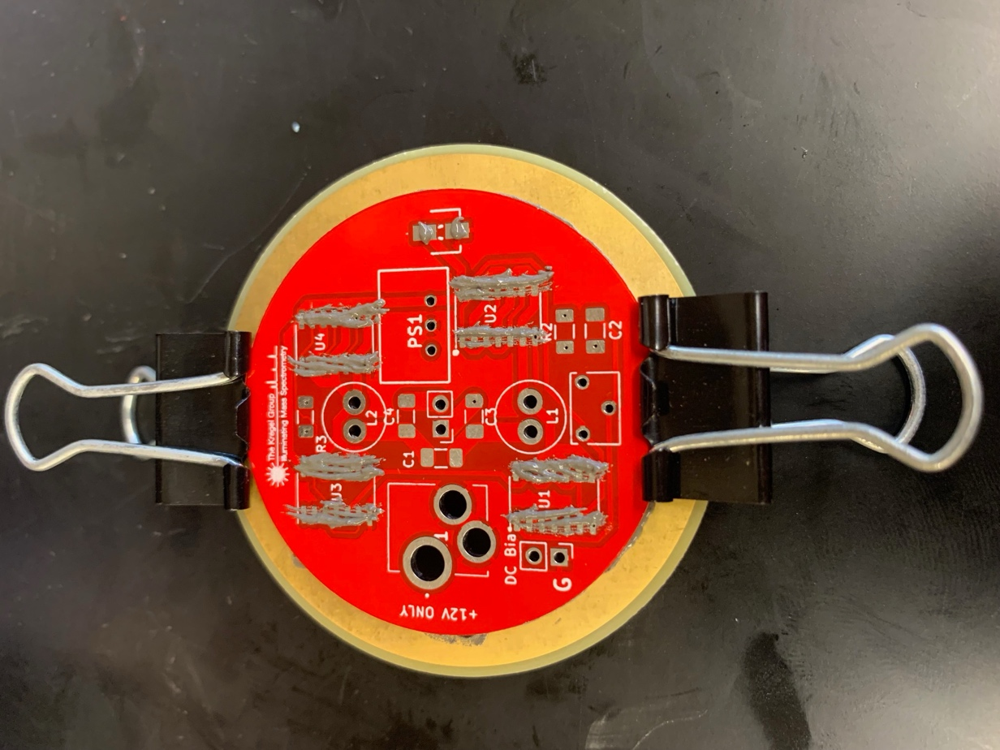 U2
U4
PS1
R2
C2
The Kregel Group
Illuminating Mass Spectrometry
L2
C4
C3
L1
R3
C1
U3
U1
1
DC Bias
G
+12V ONLY